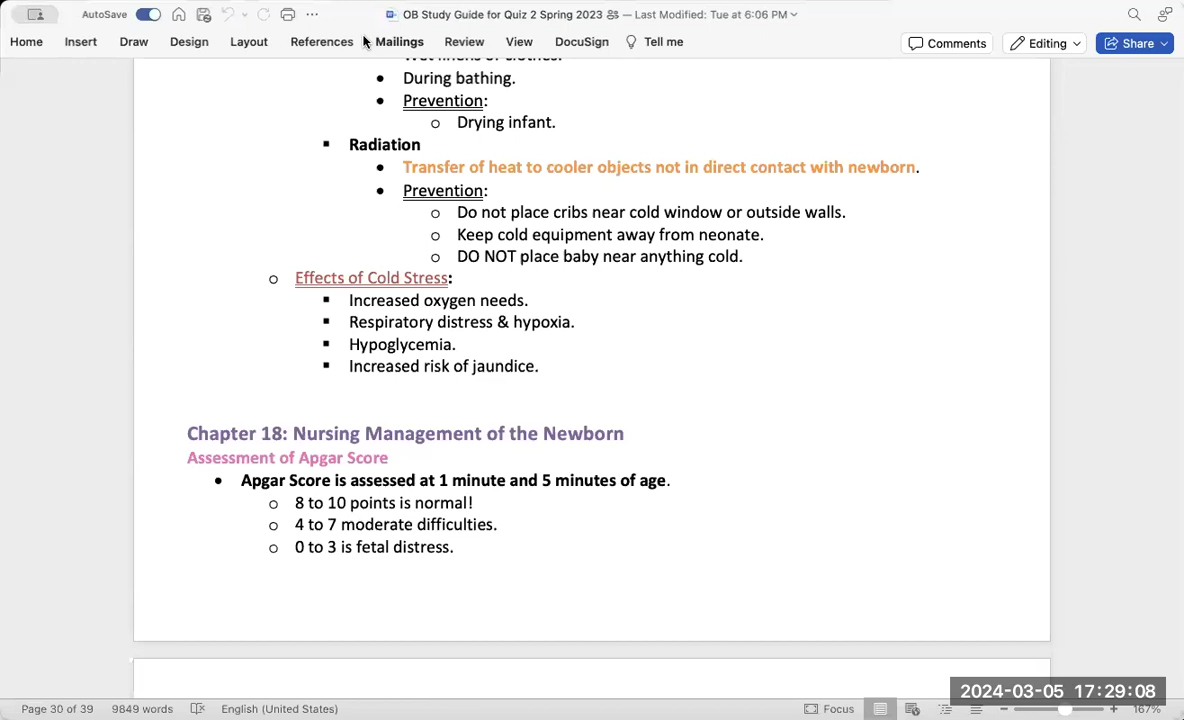 AutoSave
OB Study Guide for Quiz 2 Spring 2023 — Last Modified: Tue at 6:06 PM
Home Insert Draw Design Layout References Mailings Review View DocuSign Tell me Comments Editing Share
Wet linens or clothes.
• During bathing.
• Prevention:
o Drying infant.
▪ Radiation
• Transfer of heat to cooler objects not in direct contact with newborn.
• Prevention:
o Do not place cribs near cold window or outside walls.
o Keep cold equipment away from neonate.
o DO NOT place baby near anything cold.
o Effects of Cold Stress:
▪ Increased oxygen needs.
▪ Respiratory distress & hypoxia.
▪ Hypoglycemia.
▪ Increased risk of jaundice.
Chapter 18: Nursing Management of the Newborn
Assessment of Apgar Score
• Apgar Score is assessed at 1 minute and 5 minutes of age.
o 8 to 10 points is normal!
o 4 to 7 moderate difficulties.
o 0 to 3 is fetal distress.
2024-03-05 17:29:08
Page 30 of 39 9849 words English (United States) Focus 167%